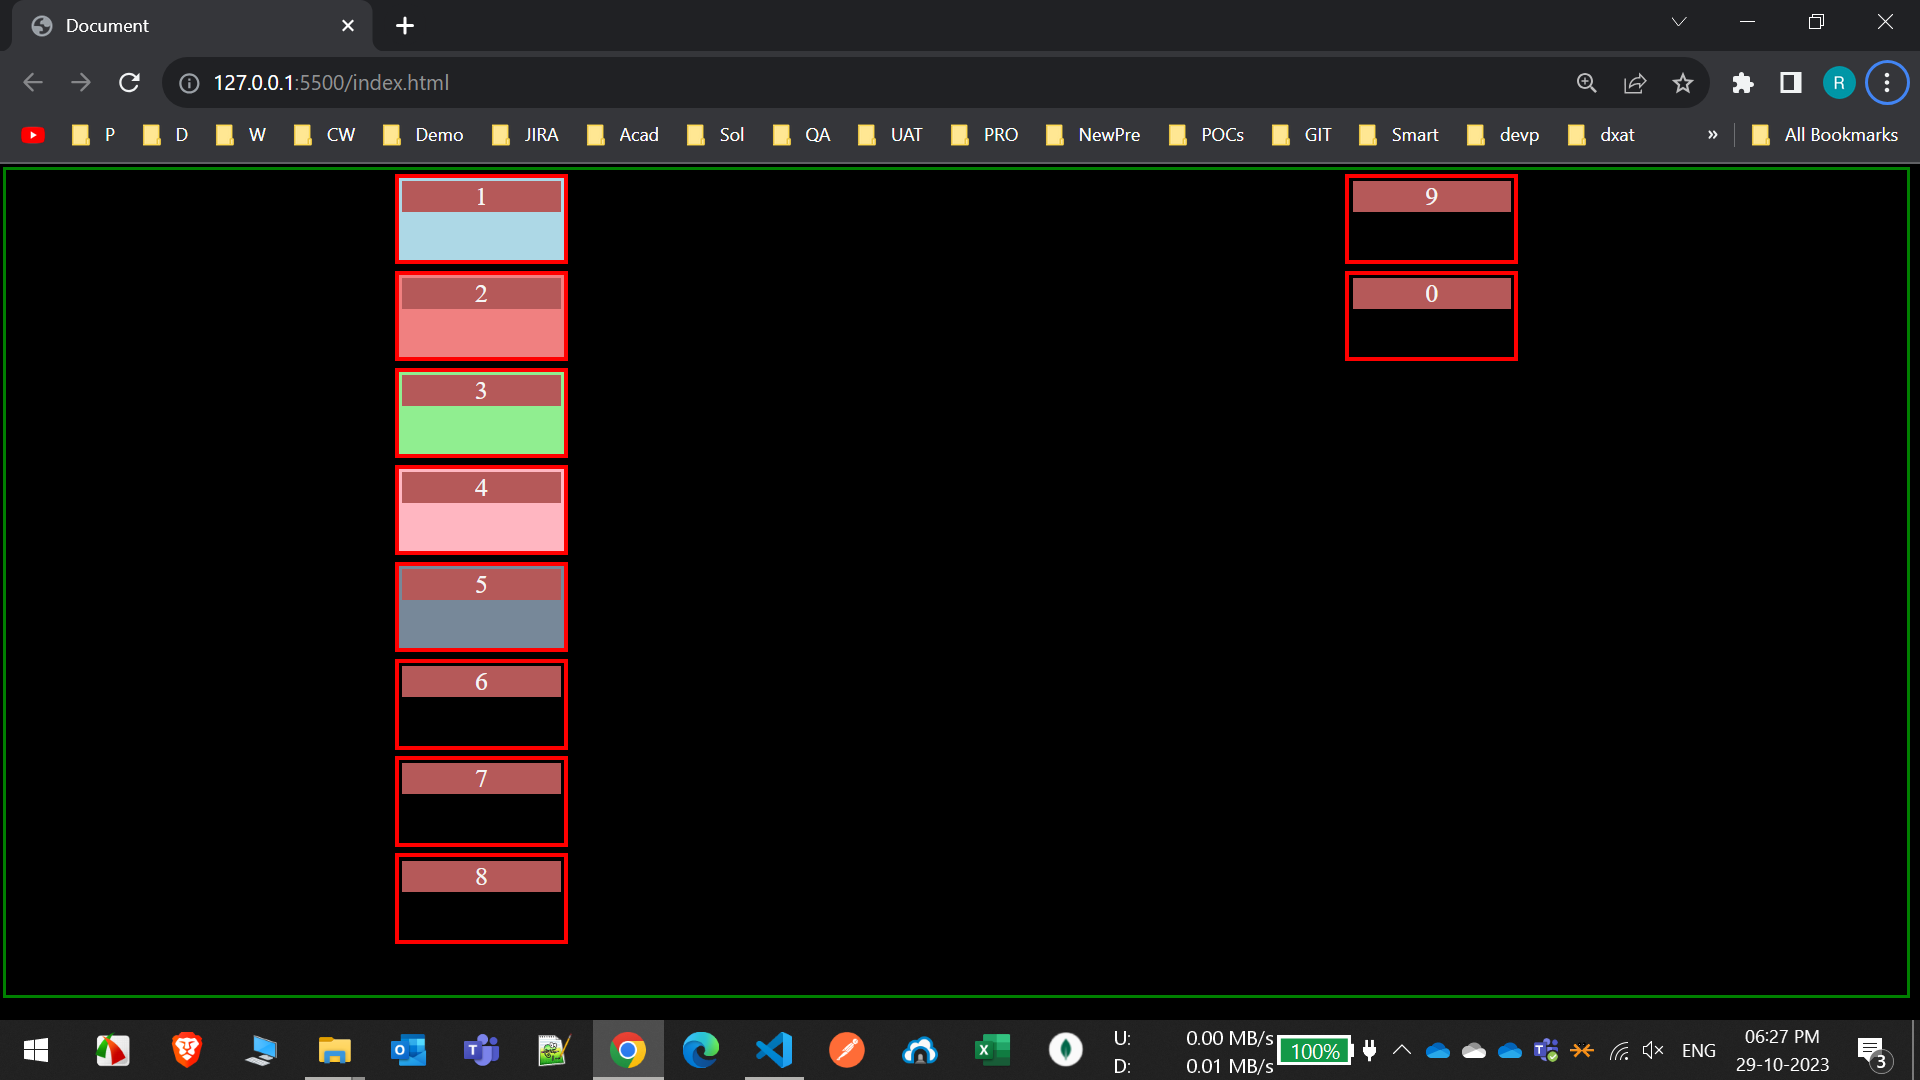 Document
127.0.0.1:5500/index.html
R
P D W CW Demo JIRA Acad Sol QA UAT PRO NewPre POCs GIT Smart devp dxat » All Bookmarks
1
2
3
4
5
6
7
8
9
0
U: 0.00 MB/s
D: 0.01 MB/s
100%
ENG
06:27 PM
29-10-2023
3